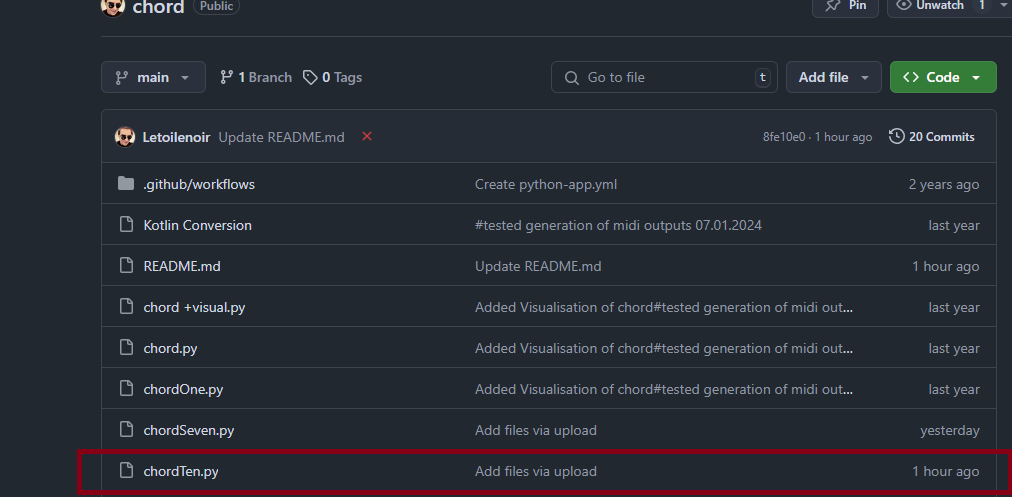 chord Public Pin Unwatch 1
main 1 Branch 0 Tags Go to file t Add file Code
Letoilenoir Update README.md 8fe10e0 · 1 hour ago 20 Commits
.github/workflows Create python-app.yml 2 years ago
Kotlin Conversion #tested generation of midi outputs 07.01.2024 last year
README.md Update README.md 1 hour ago
chord +visual.py Added Visualisation of chord#tested generation of midi out... last year
chord.py Added Visualisation of chord#tested generation of midi out... last year
chordOne.py Added Visualisation of chord#tested generation of midi out... last year
chordSeven.py Add files via upload yesterday
chordTen.py Add files via upload 1 hour ago